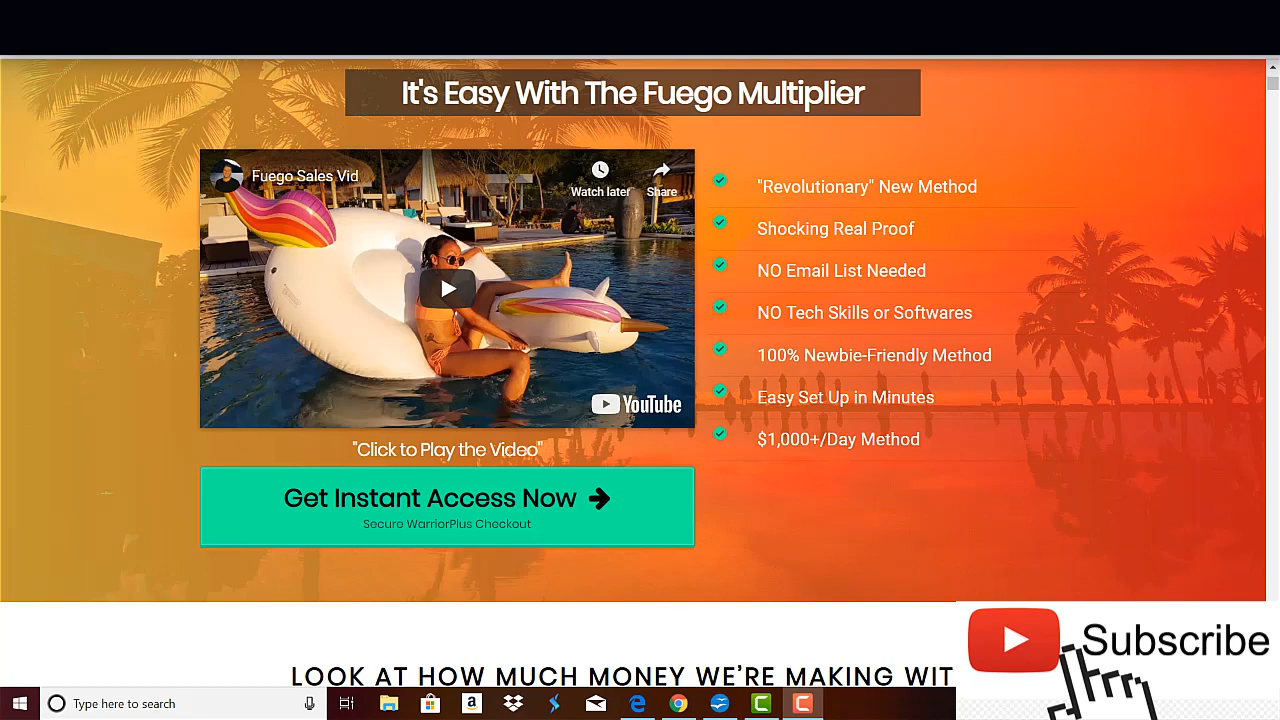 It's Easy With The Fuego Multiplier
Fuego Sales Vid
Watch later
Share
YouTube
"Click to Play the Video"
Get Instant Access Now
Secure WarriorPlus Checkout
"Revolutionary" New Method
Shocking Real Proof
NO Email List Needed
NO Tech Skills or Softwares
100% Newbie-Friendly Method
Easy Set Up in Minutes
$1,000+/Day Method
LOOK AT HOW MUCH MONEY WE'RE MAKING WIT
Subscribe
Type here to search